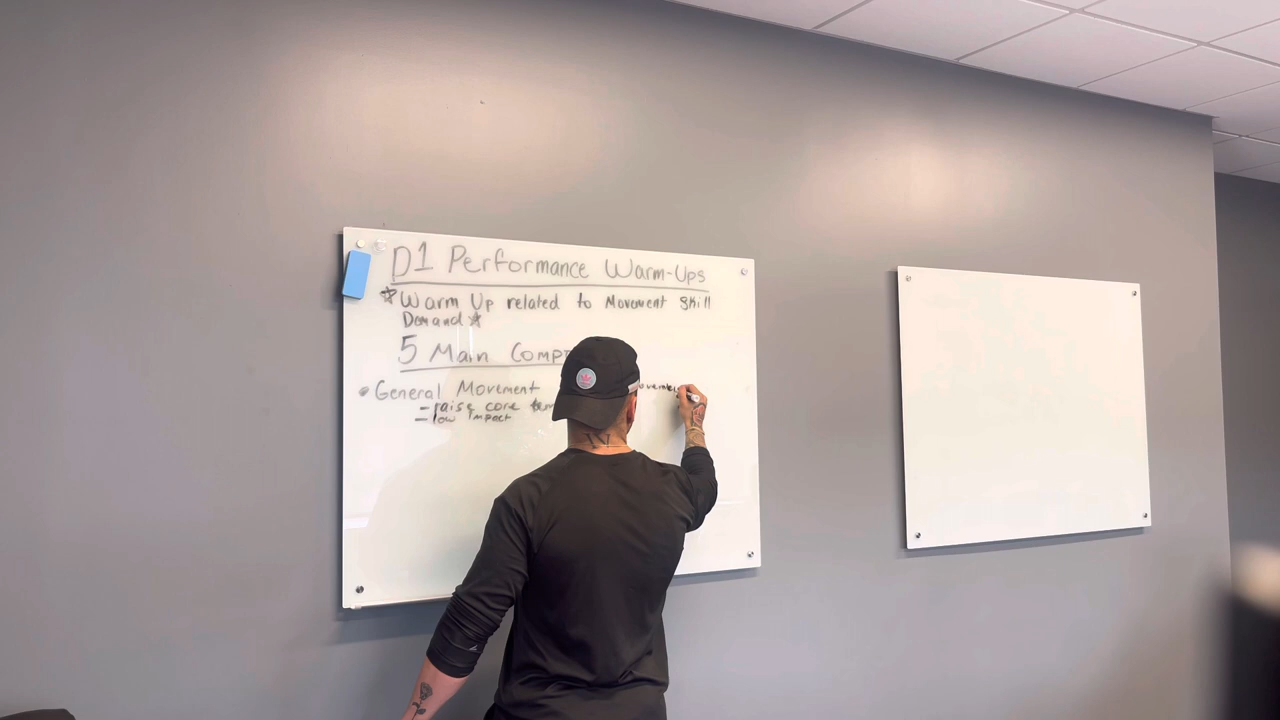 D1 Performance Warm-Ups
☆Warm Up related to Movement Skill
Demand☆
5 Main
●General Movement
=raise core
=low impact
IV